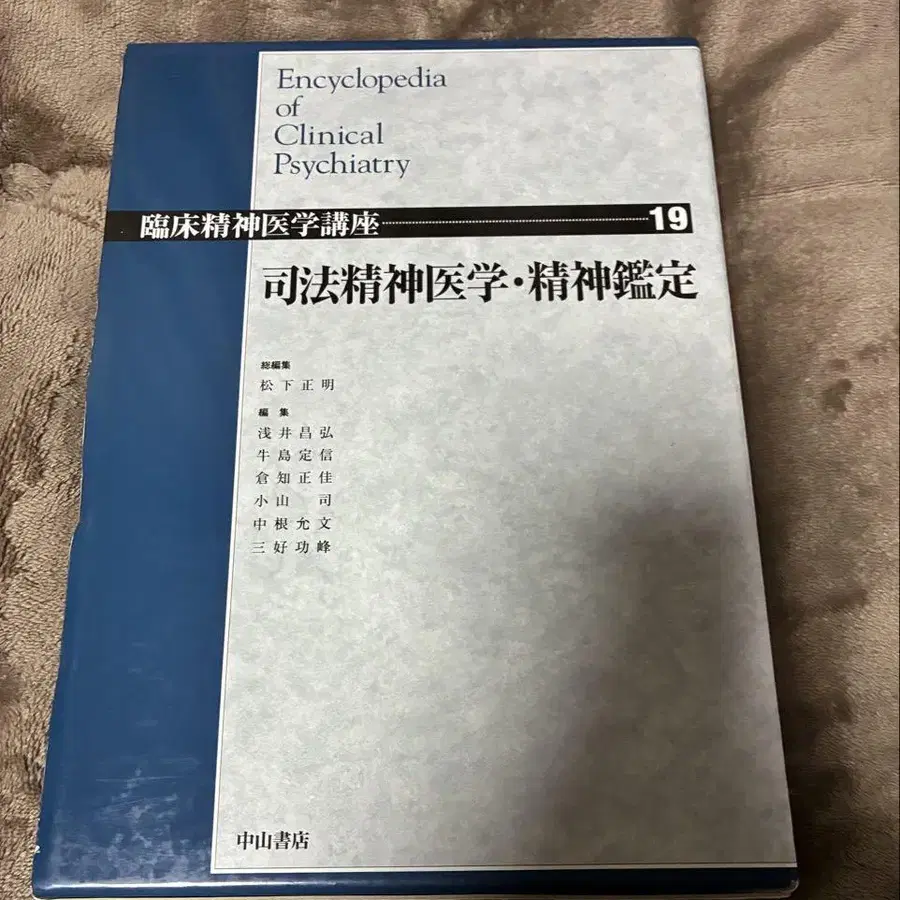 Encyclopedia
of
Clinical
Psychiatry
臨床精神医学講座 19
司法精神医学・精神鑑定
総編集
松下正明
編集
浅井昌弘
牛島定信
倉知正佳
小山 司
中根允文
三好功峰
中山書店